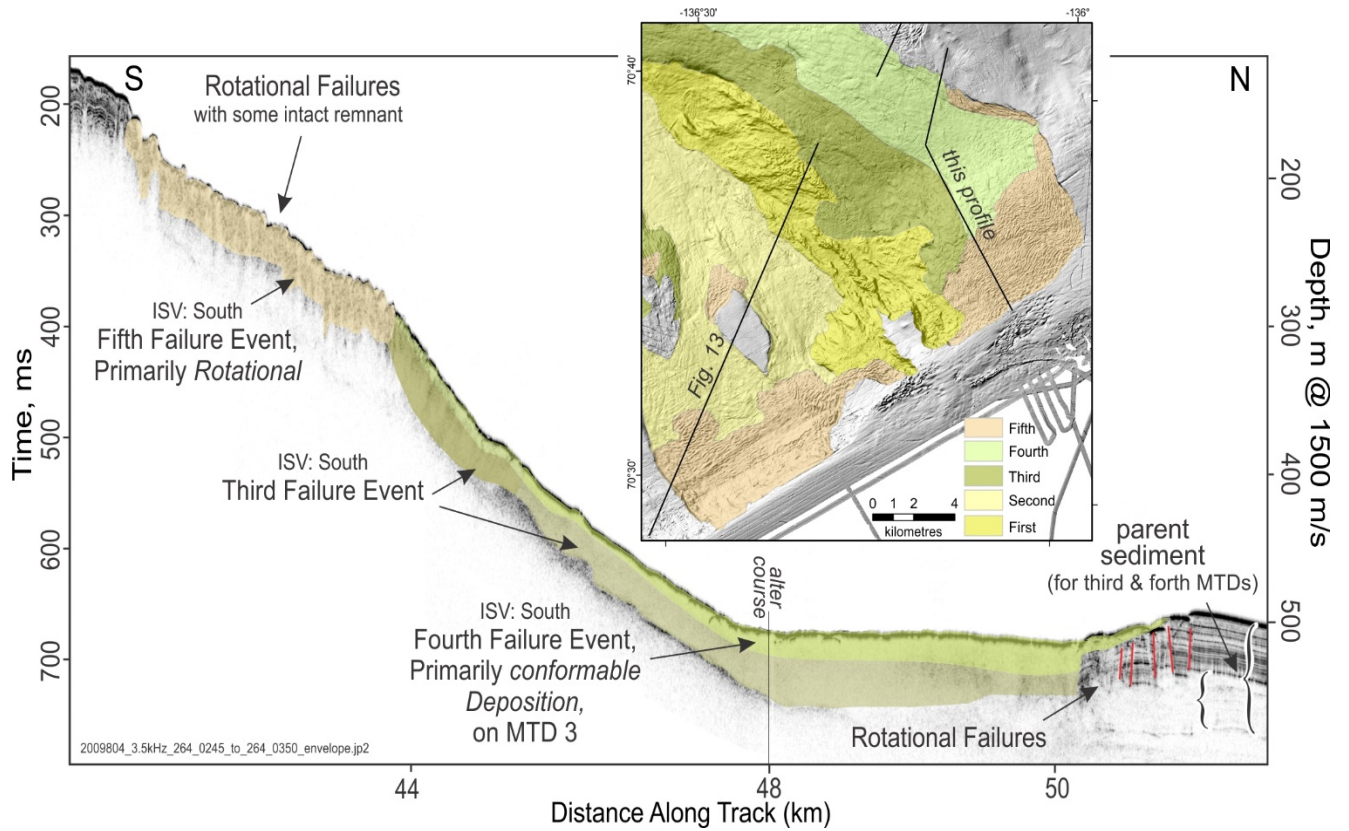 -136°30'
-136°
S
N
Rotational Failures
with some intact remnant
70°40'
200
300
400
500
600
700
Time, ms
200
300
400
500
Depth, m @ 1500 m/s
this profile
Fig. 13
ISV: South
Fifth Failure Event,
Primarily Rotational
ISV: South
Third Failure Event
70°30'
0 1 2 4
kilometres
Fifth
Fourth
Third
Second
First
parent
sediment
(for third & forth MTDs)
alter
course
ISV: South
Fourth Failure Event,
Primarily conformable
Deposition,
on MTD 3
Rotational Failures
2009804_3.5kHz_264_0245_to_264_0350_envelope.jp2
44
48
50
Distance Along Track (km)